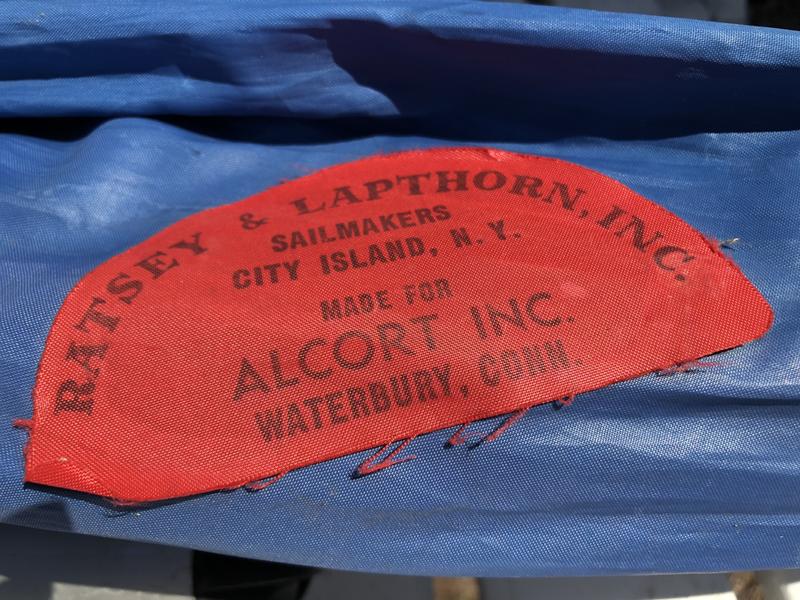 RATSEY & LAPTHORN, INC.
SAILMAKERS
CITY ISLAND, N. Y.
MADE FOR
ALCORT INC.
WATERBURY, CONN.